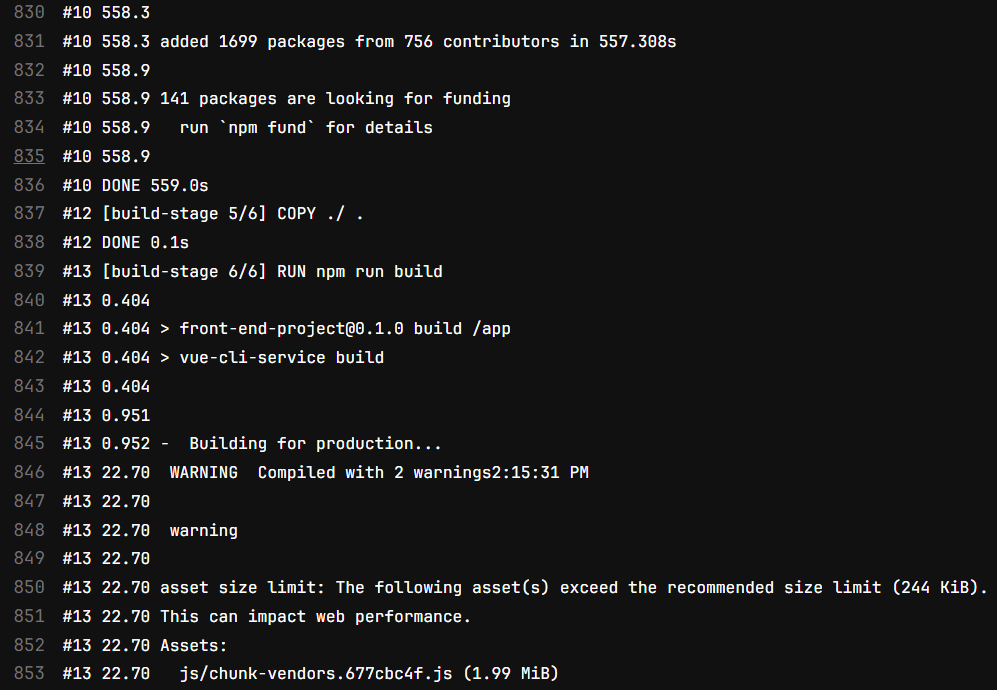 830 #10 558.3
831 #10 558.3 added 1699 packages from 756 contributors in 557.308s
832 #10 558.9
833 #10 558.9 141 packages are looking for funding
834 #10 558.9   run `npm fund` for details
835 #10 558.9
836 #10 DONE 559.0s
837 #12 [build-stage 5/6] COPY ./ .
838 #12 DONE 0.1s
839 #13 [build-stage 6/6] RUN npm run build
840 #13 0.404
841 #13 0.404 > front-end-project@0.1.0 build /app
842 #13 0.404 > vue-cli-service build
843 #13 0.404
844 #13 0.951
845 #13 0.952 -  Building for production...
846 #13 22.70  WARNING  Compiled with 2 warnings2:15:31 PM
847 #13 22.70
848 #13 22.70  warning
849 #13 22.70
850 #13 22.70 asset size limit: The following asset(s) exceed the recommended size limit (244 KiB).
851 #13 22.70 This can impact web performance.
852 #13 22.70 Assets:
853 #13 22.70   js/chunk-vendors.677cbc4f.js (1.99 MiB)